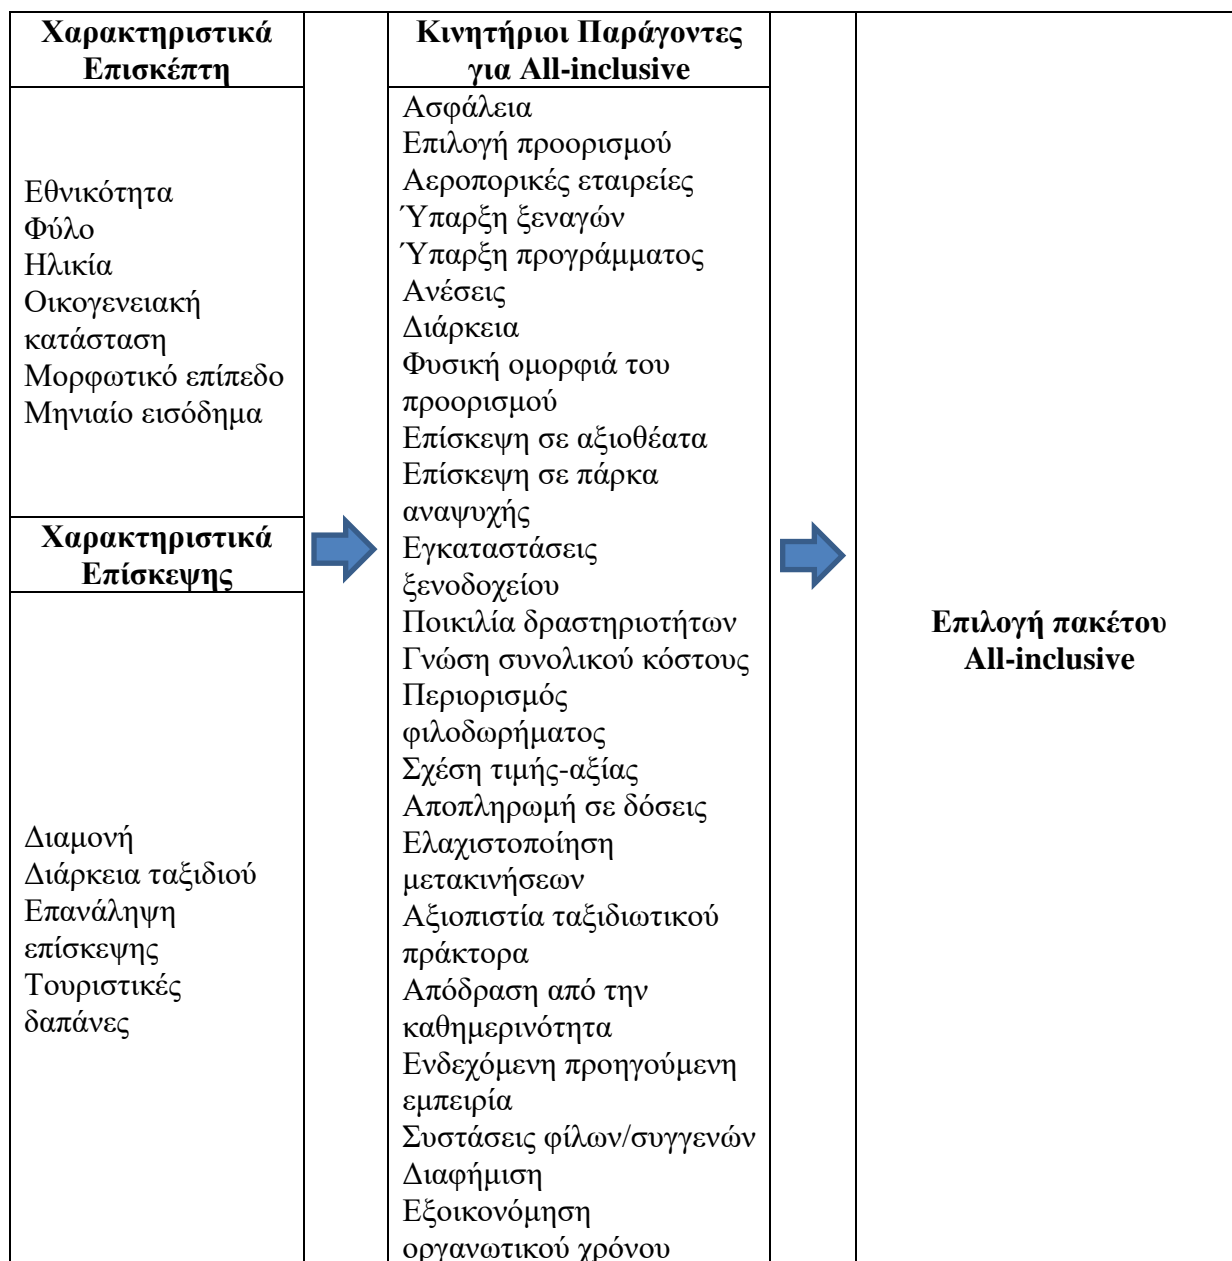 Χαρακτηριστικά
Επισκέπτη
Εθνικότητα
Φύλο
Ηλικία
Οικογενειακή
κατάσταση
Μορφωτικό επίπεδο
Μηνιαίο εισόδημα
Χαρακτηριστικά
Επίσκεψης
Διαμονή
Διάρκεια ταξιδιού
Επανάληψη
επίσκεψης
Τουριστικές
δαπάνες
Κινητήριοι Παράγοντες
για All-inclusive
Ασφάλεια
Επιλογή προορισμού
Αεροπορικές εταιρείες
Ύπαρξη ξεναγών
Ύπαρξη προγράμματος
Ανέσεις
Διάρκεια
Φυσική ομορφιά του
προορισμού
Επίσκεψη σε αξιοθέατα
Επίσκεψη σε πάρκα
αναψυχής
Εγκαταστάσεις
ξενοδοχείου
Ποικιλία δραστηριοτήτων
Γνώση συνολικού κόστους
Περιορισμός
φιλοδωρήματος
Σχέση τιμής-αξίας
Αποπληρωμή σε δόσεις
Ελαχιστοποίηση
μετακινήσεων
Αξιοπιστία ταξιδιωτικού
πράκτορα
Απόδραση από την
καθημερινότητα
Ενδεχόμενη προηγούμενη
εμπειρία
Συστάσεις φίλων/συγγενών
Διαφήμιση
Εξοικονόμηση
οργανωτικού χρόνου
Επιλογή πακέτου
All-inclusive